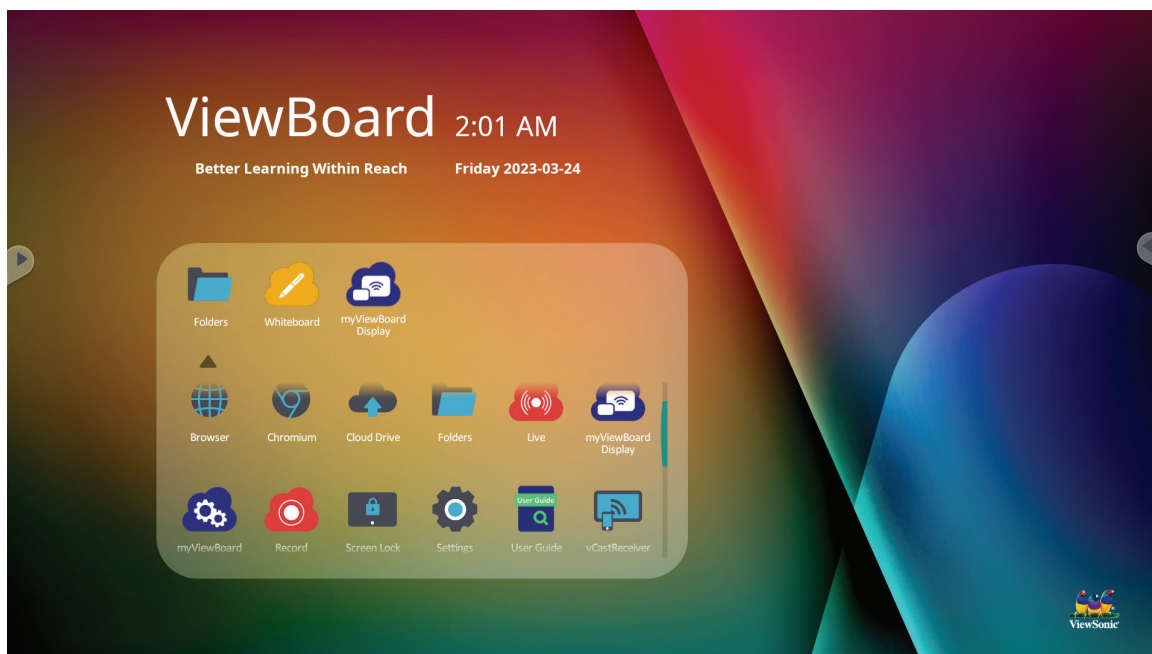 ViewBoard 2:01 AM
Better Learning Within Reach Friday 2023-03-24
Folders Whiteboard myViewBoard
Display
Browser Chromium Cloud Drive Folders Live myViewBoard
Display
User Guide
myViewBoard Record Screen Lock Settings User Guide vCastReceiver
ViewSonic